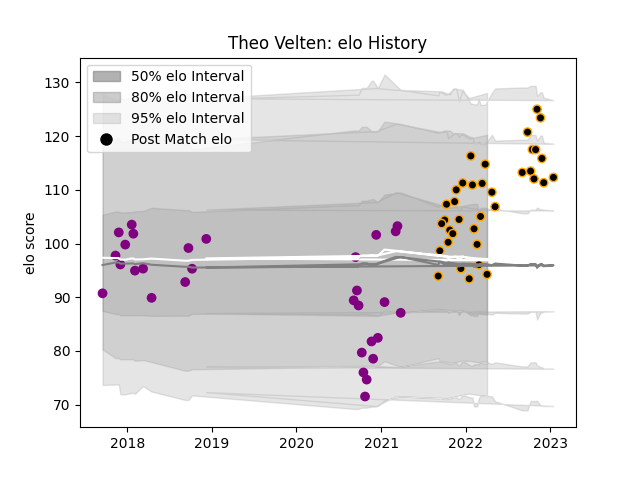 Theo Velten: elo History
50% elo Interval
80% elo Interval
95% elo Interval
Post Match elo
elo score
130
120
110
100
90
80
70
2018
2019
2020
2021
2022
2023